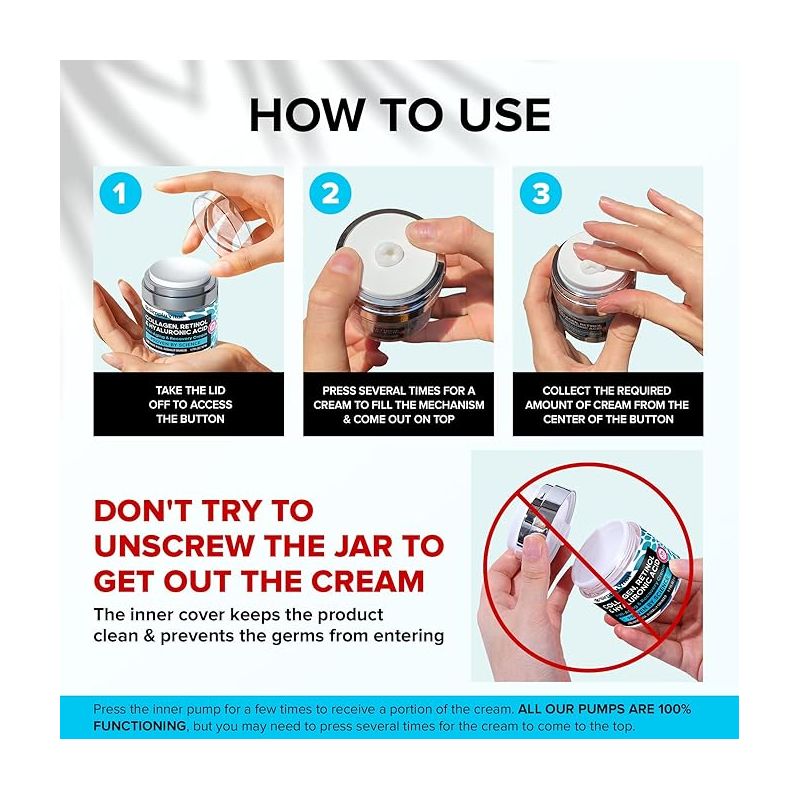 HOW TO USE
1
2
3
COLLAGEN, RETINOL
& HYALURONIC ACID
TAKE THE LID
OFF TO ACCESS
THE BUTTON
PRESS SEVERAL TIMES FOR A
CREAM TO FILL THE MECHANISM
& COME OUT ON TOP
COLLECT THE REQUIRED
AMOUNT OF CREAM FROM THE
CENTER OF THE BUTTON
DON'T TRY TO
UNSCREW THE JAR TO
GET OUT THE CREAM
The inner cover keeps the product
clean & prevents the germs from entering
COLLAGEN, RETINOL
Press the inner pump for a few times to receive a portion of the cream. ALL OUR PUMPS ARE 100%
FUNCTIONING, but you may need to press several times for the cream to come to the top.